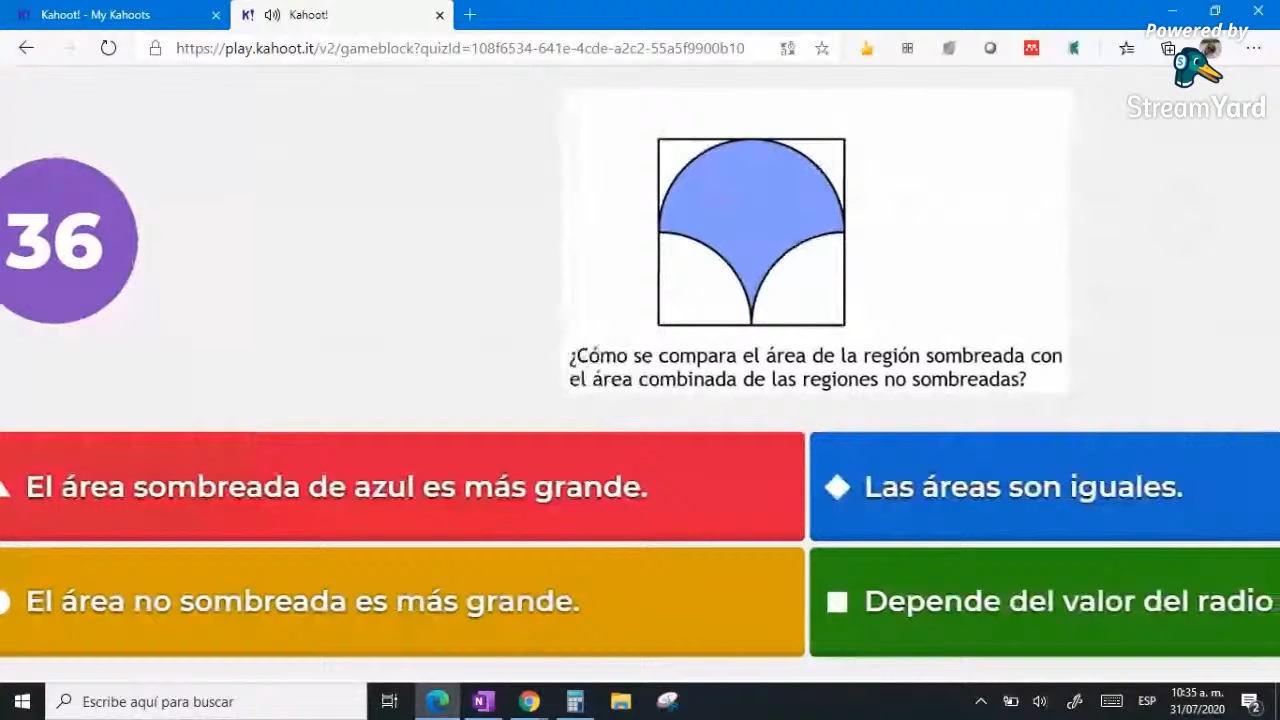 K! Kahoot! - My Kahoots
K! Kahoot!
https://play.kahoot.it/v2/gameblock?quizId=108f6534-641e-4cde-a2c2-55a5f9900b10
Powered by
StreamYard
36
¿Cómo se compara el área de la región sombreada con
el área combinada de las regiones no sombreadas?
El área sombreada de azul es más grande.
Las áreas son iguales.
El área no sombreada es más grande.
Depende del valor del radio
Escribe aquí para buscar
ESP
10:35 a. m.
31/07/2020
2